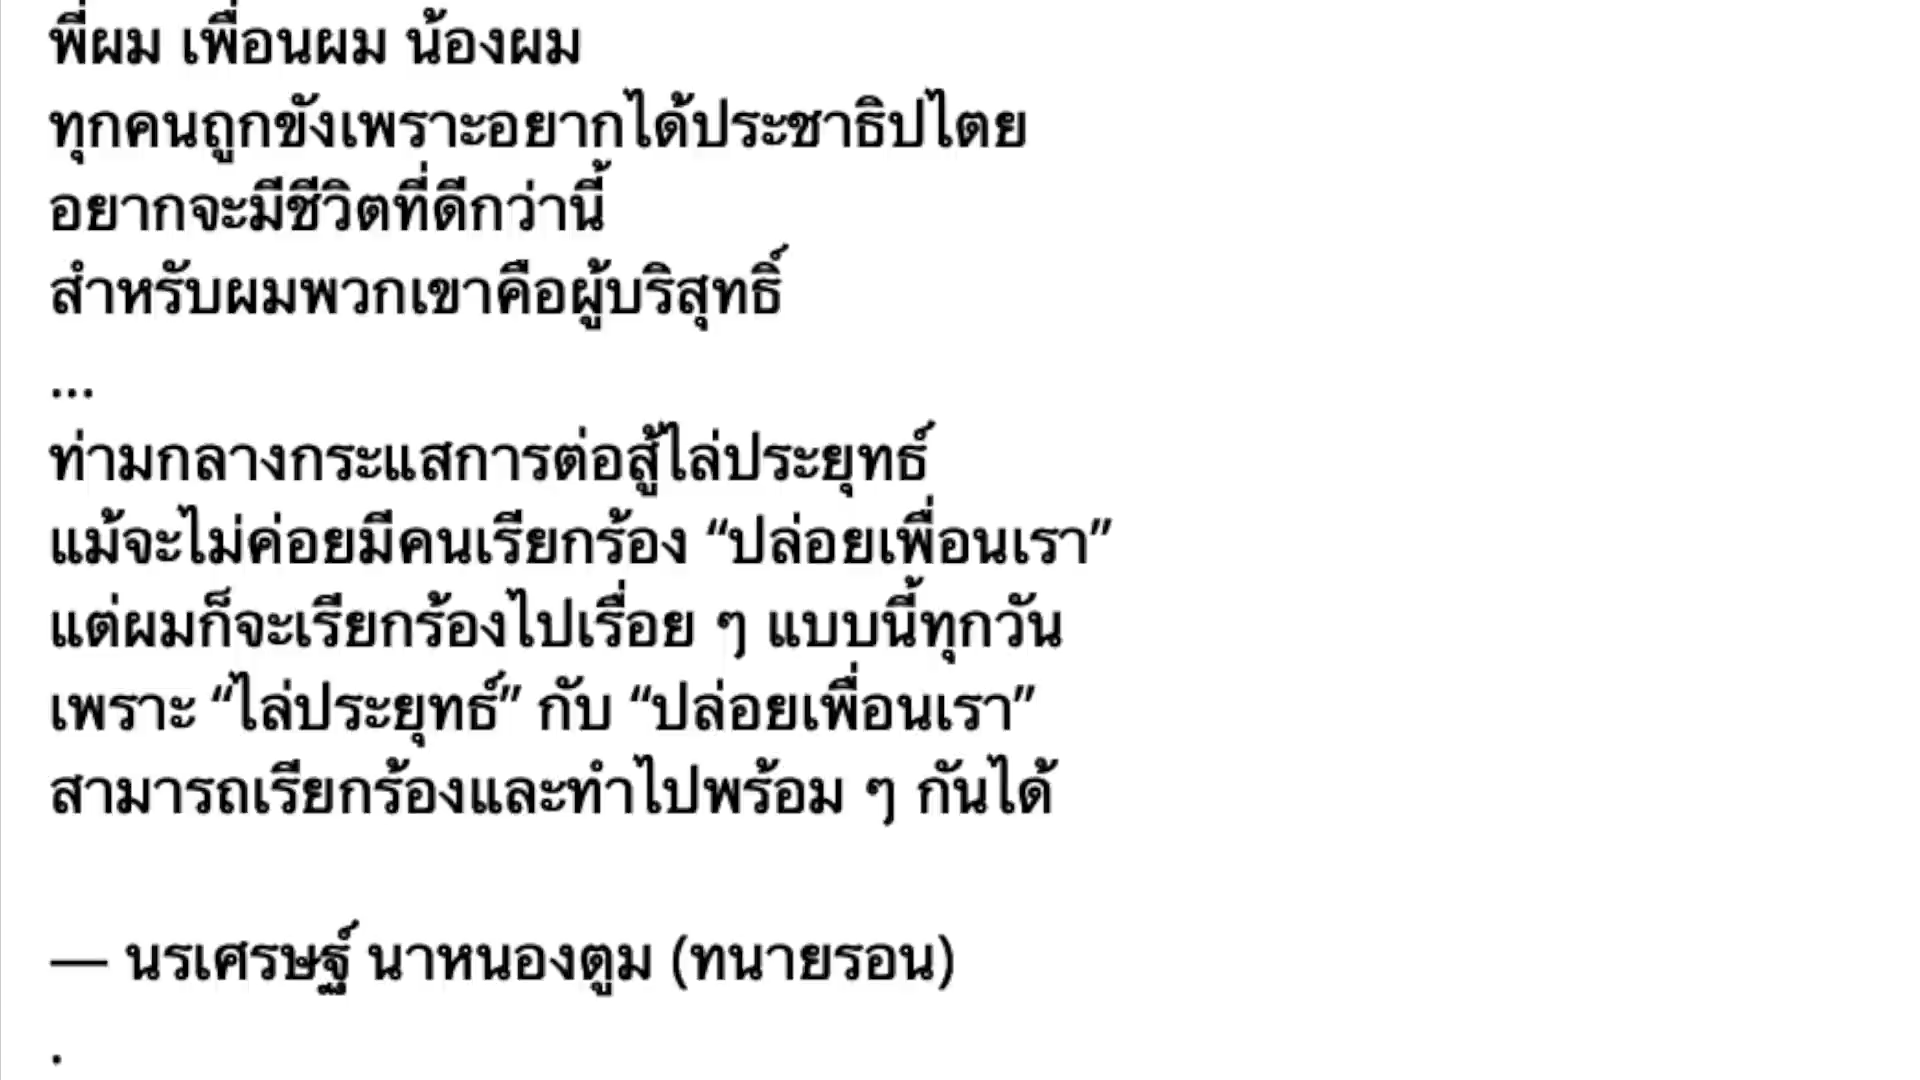 พี่ผม เพื่อนผม น้องผม
ทุกคนถูกขังเพราะอยากได้ประชาธิปไตย
อยากจะมีชีวิตที่ดีกว่านี้
สำหรับผมพวกเขาคือผู้บริสุทธิ์
...
ท่ามกลางกระแสการต่อสู้ไล่ประยุทธ์
แม้จะไม่ค่อยมีคนเรียกร้อง “ปล่อยเพื่อนเรา”
แต่ผมก็จะเรียกร้องไปเรื่อย ๆ แบบนี้ทุกวัน
เพราะ “ไล่ประยุทธ์” กับ “ปล่อยเพื่อนเรา”
สามารถเรียกร้องและทำไปพร้อม ๆ กันได้
— นรเศรษฐ์ นาหนองตูม (ทนายรอน)
.